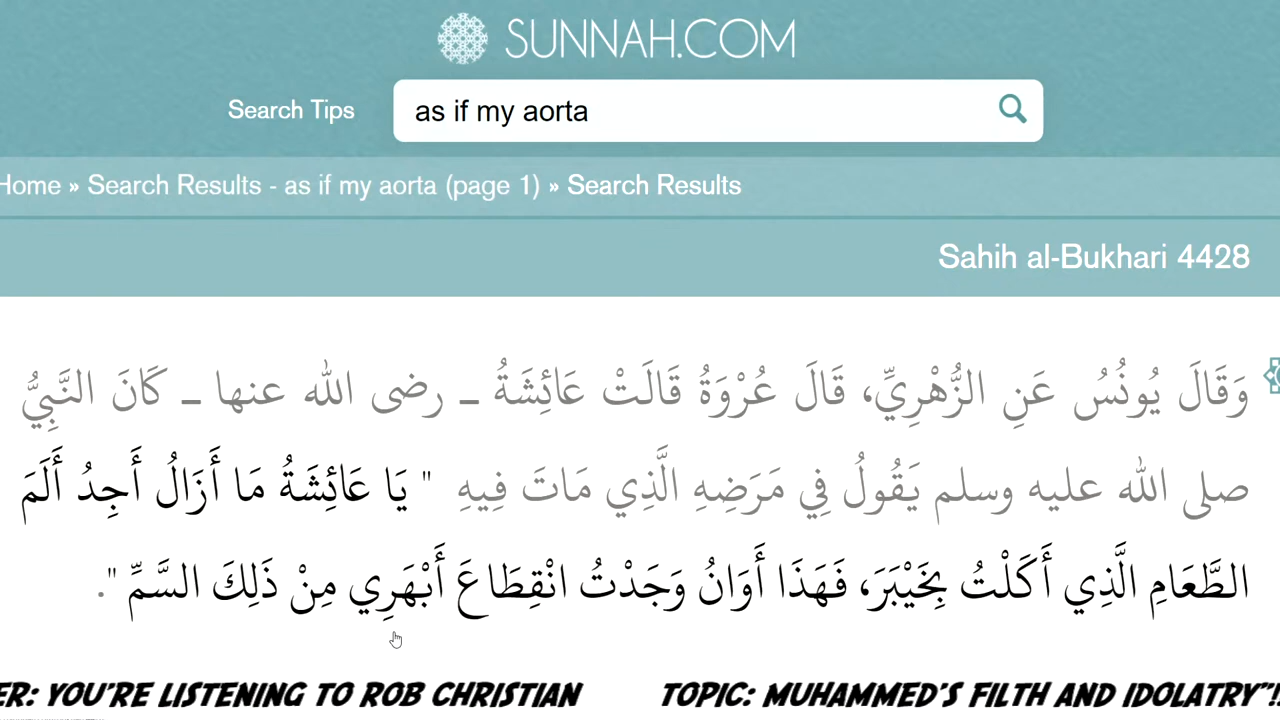 SUNNAH.COM
Search Tips
as if my aorta
Home » Search Results - as if my aorta (page 1) » Search Results
Sahih al-Bukhari 4428
وَقَالَ يُونُسُ عَنِ الزُّهْرِيِّ، قَالَ عُرْوَةُ قَالَتْ عَائِشَةُ ـ رضى الله عنها ـ كَانَ النَّبِيُّ
صلى الله عليه وسلم يَقُولُ فِي مَرَضِهِ الَّذِي مَاتَ فِيهِ " يَا عَائِشَةُ مَا أَزَالُ أَجِدُ أَلَمَ
الطَّعَامِ الَّذِي أَكَلْتُ بِخَيْبَرَ، فَهَذَا أَوَانُ وَجَدْتُ انْقِطَاعَ أَبْهَرِي مِنْ ذَلِكَ السَّمِّ ".
ER: YOU'RE LISTENING TO ROB CHRISTIAN TOPIC: MUHAMMED'S FILTH AND IDOLATRY"!!